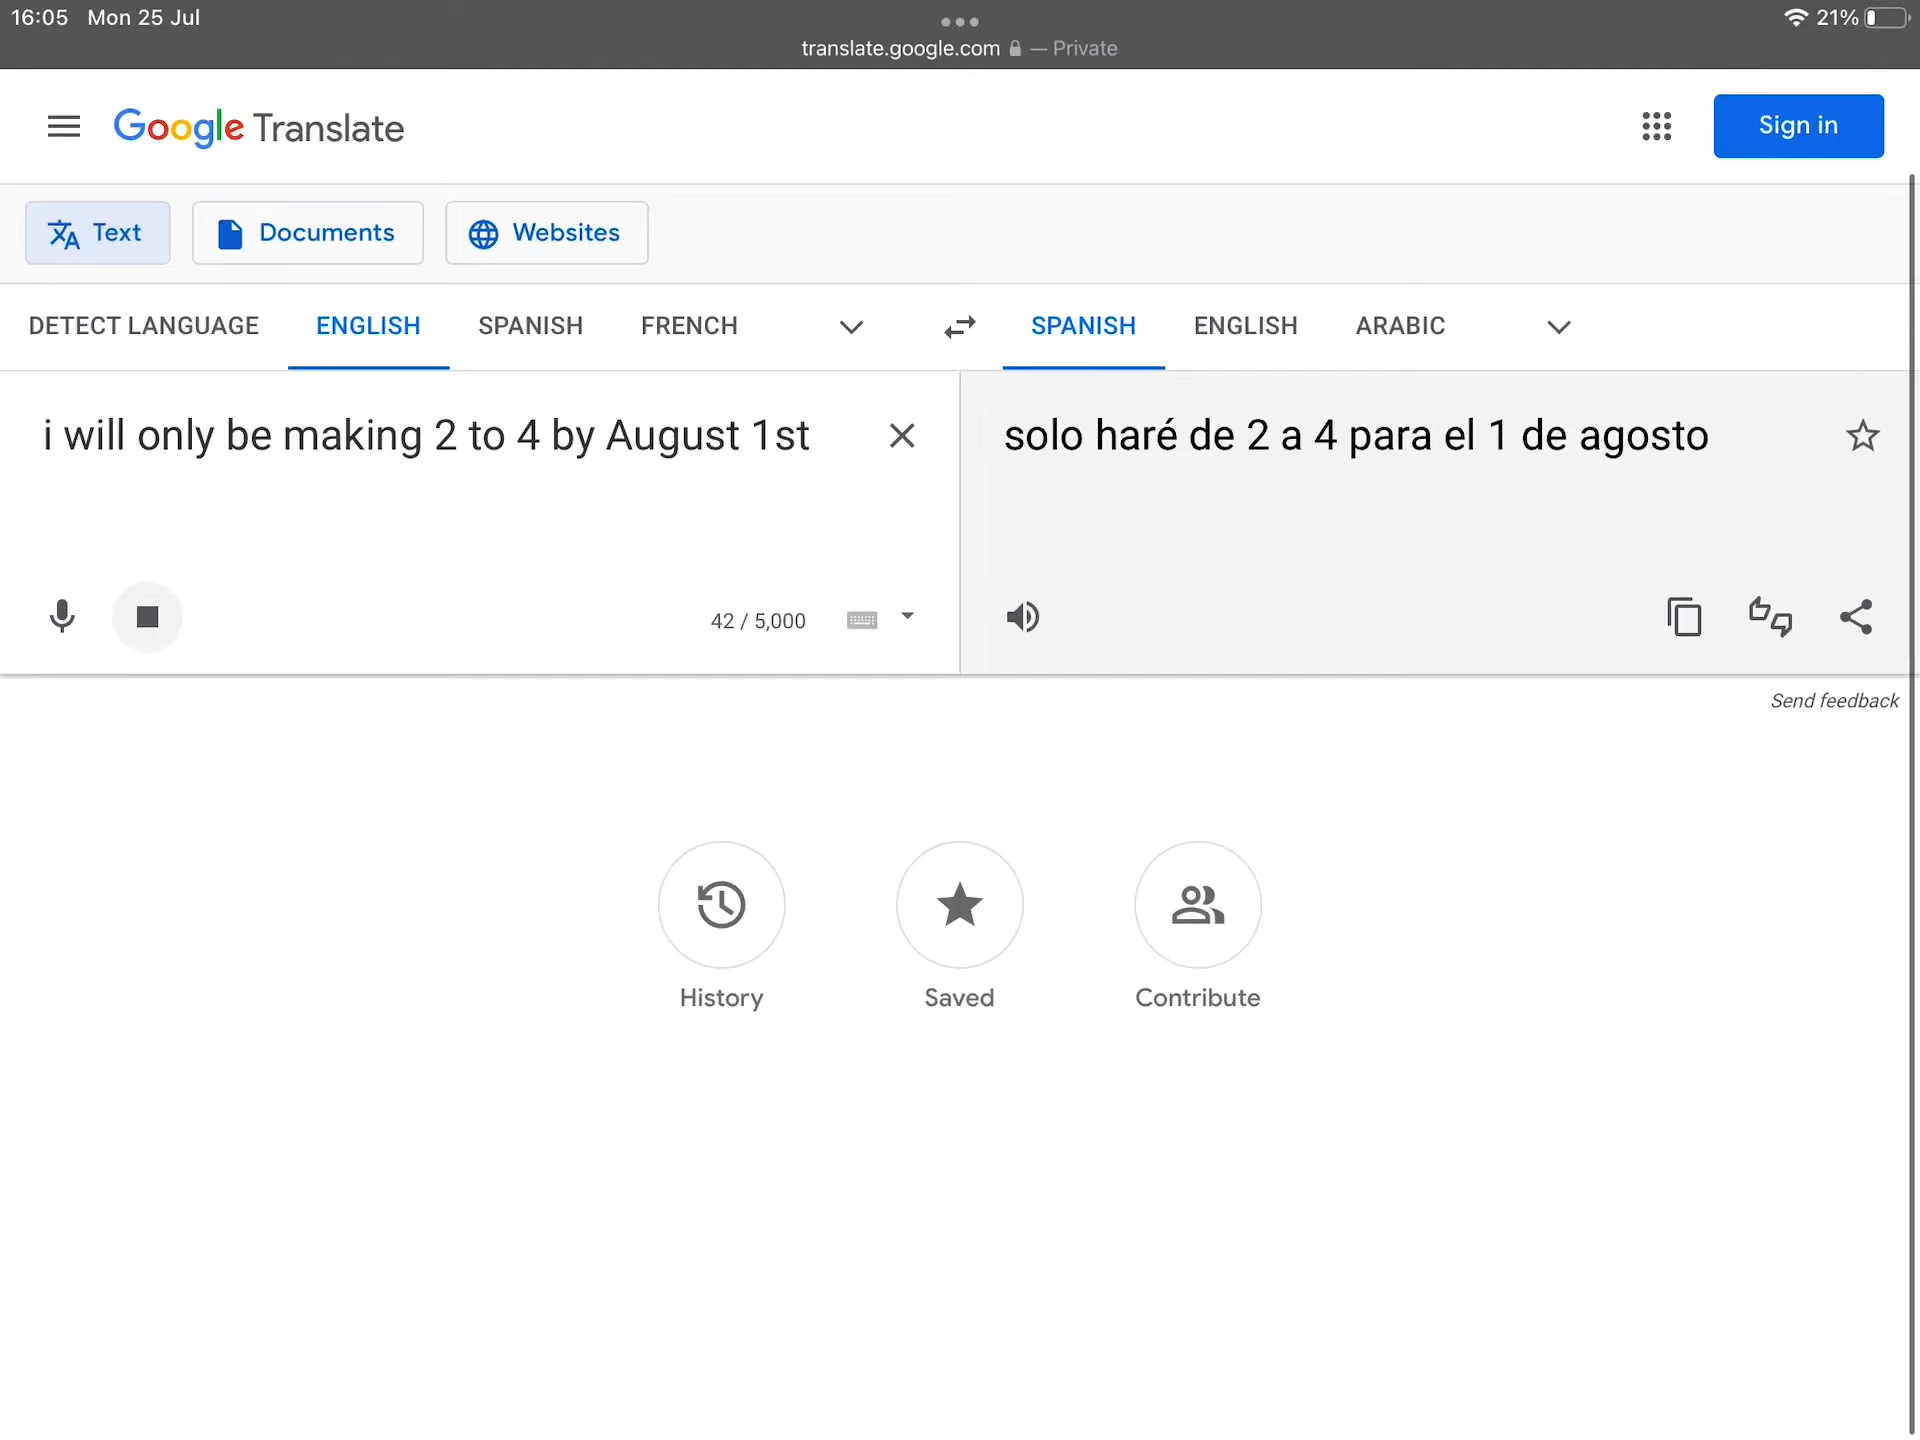 16:05 Mon 25 Jul
21%
translate.google.com — Private
Google Translate
Sign in
Text Documents Websites
DETECT LANGUAGE ENGLISH SPANISH FRENCH SPANISH ENGLISH ARABIC
i will only be making 2 to 4 by August 1st
solo haré de 2 a 4 para el 1 de agosto
42 / 5,000
Send feedback
History Saved Contribute